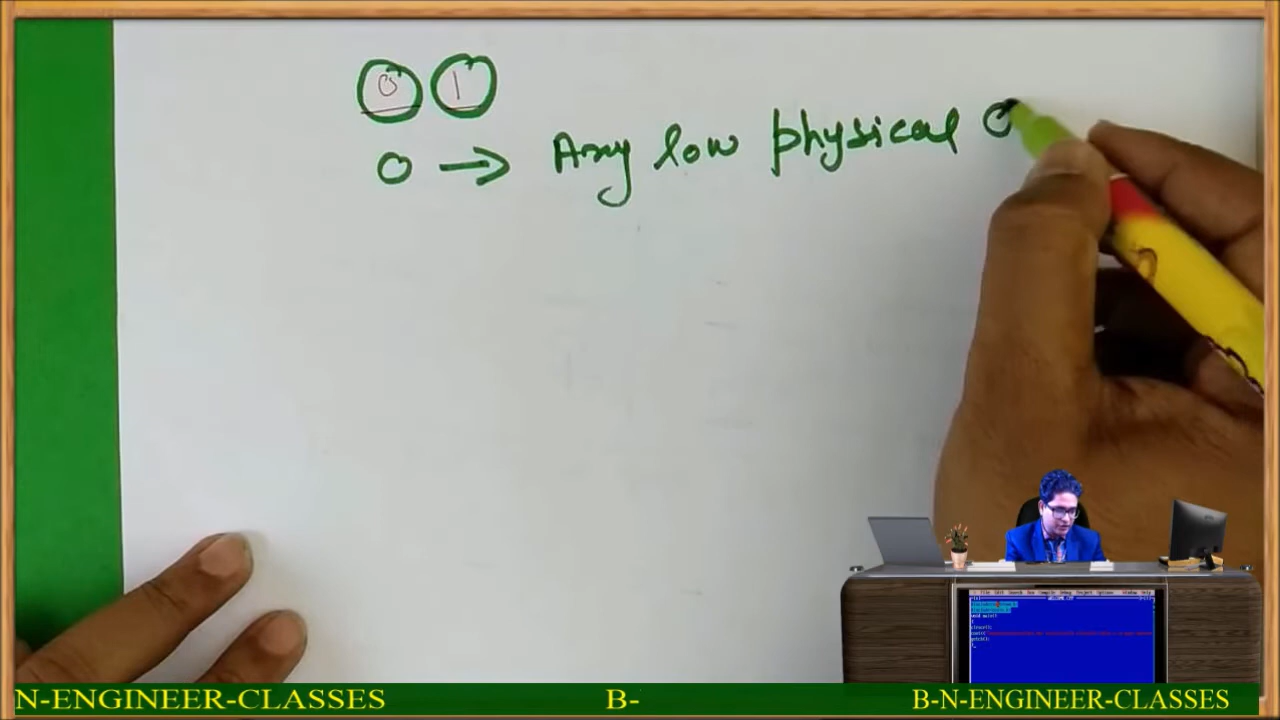 0 1
0 → Any low physical
N-ENGINEER-CLASSES B- B-N-ENGINEER-CLASSES